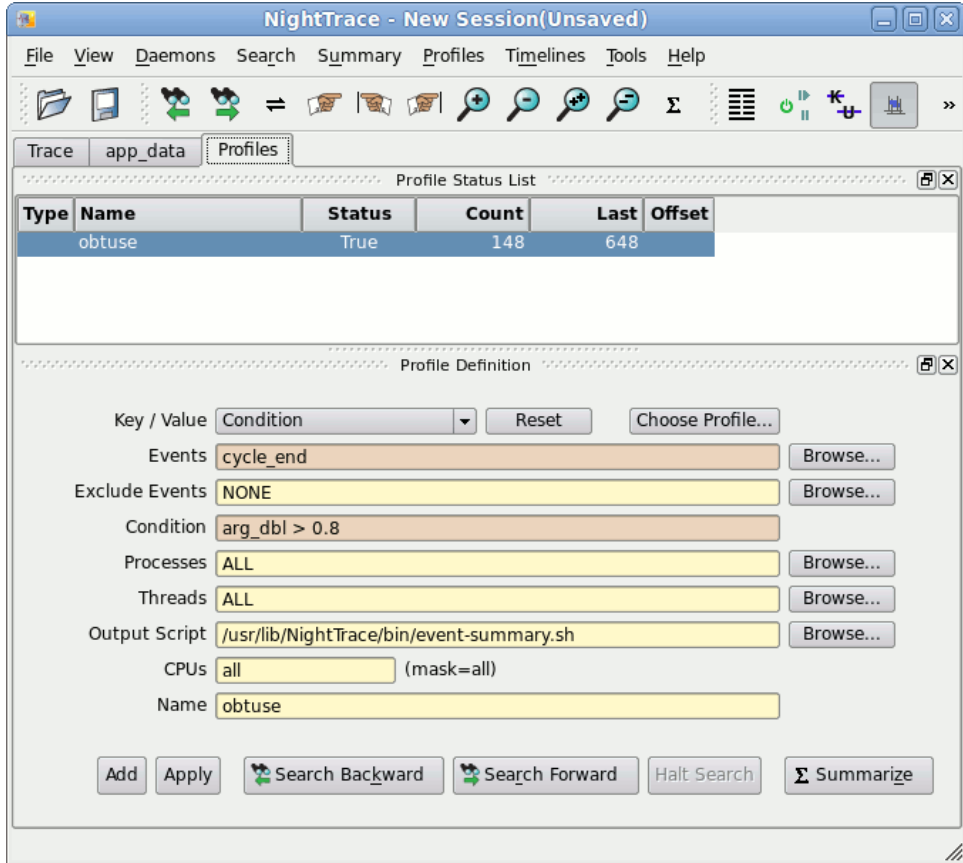 NightTrace - New Session(Unsaved)
File View Daemons Search Summary Profiles Timelines Tools Help
Σ K U »
Trace app_data Profiles
Profile Status List
Type Name Status Count Last Offset
obtuse True 148 648
Profile Definition
Key / Value Condition Reset Choose Profile...
Events cycle_end Browse...
Exclude Events NONE Browse...
Condition arg_dbl > 0.8
Processes ALL Browse...
Threads ALL Browse...
Output Script /usr/lib/NightTrace/bin/event-summary.sh Browse...
CPUs all (mask=all)
Name obtuse
Add Apply Search Backward Search Forward Halt Search Σ Summarize